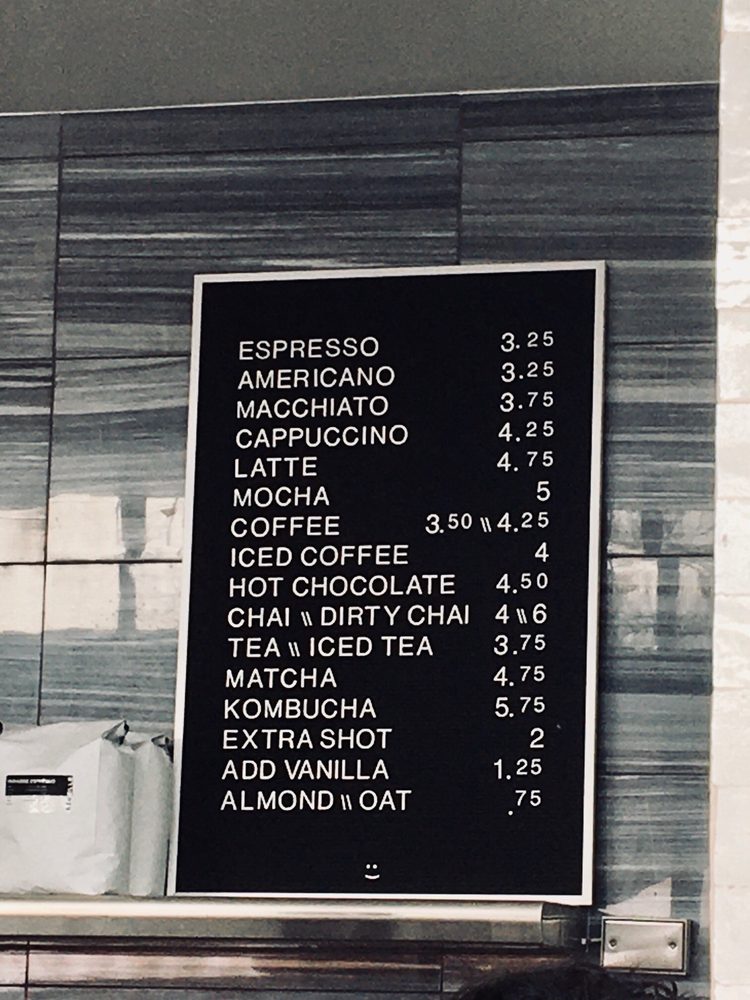 ESPRESSO 3.25
AMERICANO 3.25
MACCHIATO 3.75
CAPPUCCINO 4.25
LATTE 4.75
MOCHA 5
COFFEE 3.50 \\ 4.25
ICED COFFEE 4
HOT CHOCOLATE 4.50
CHAI \\ DIRTY CHAI 4 \\ 6
TEA \\ ICED TEA 3.75
MATCHA 4.75
KOMBUCHA 5.75
EXTRA SHOT 2
ADD VANILLA 1.25
ALMOND \\ OAT .75